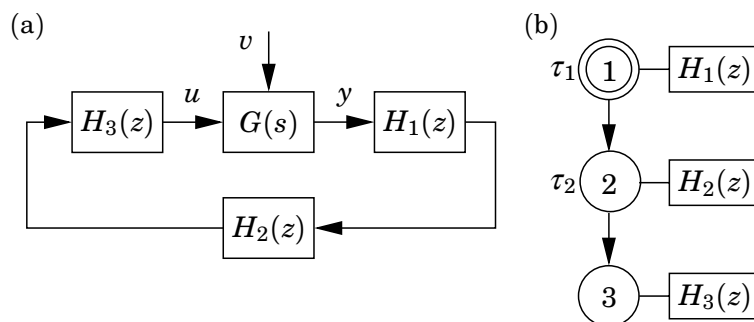 (a)
v
H₃(z) u G(s) y H₁(z)
H₂(z)
(b)
τ₁ 1 H₁(z)
τ₂ 2 H₂(z)
3 H₃(z)